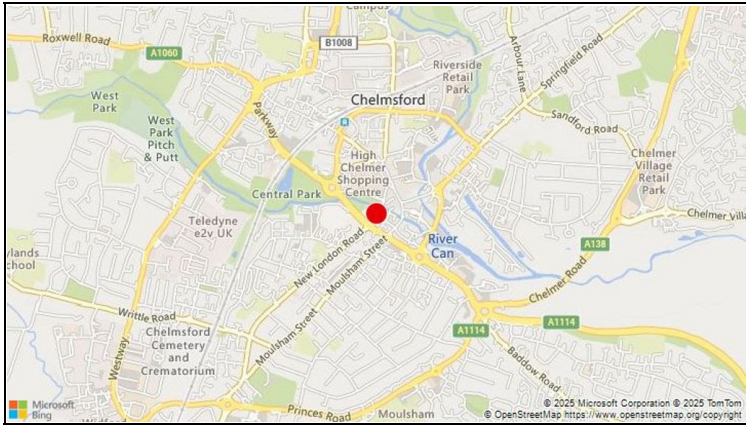 Campus
Roxwell Road
A1060
B1008
Arbour Lane
Springfield Road
Riverside
Retail
Park
West
Park
Chelmsford
Parkway
West
Park
Pitch
& Putt
Sandford Road
High
Chelmer
Shopping
Centre
Chelmer
Village
Retail
Park
Central Park
Teledyne
e2v UK
Chelmer Villa
River
Can
A138
ylands
chool
New London Road
Moulsham Street
Chelmer Road
Writtle Road
Chelmsford
Cemetery
and
Crematorium
Moulsham Street
A1114
A1114
Westway
Baddow Road
Princes Road
Moulsham
Widford
Microsoft
Bing
© 2025 Microsoft Corporation © 2025 TomTom
© OpenStreetMap https://www.openstreetmap.org/copyright